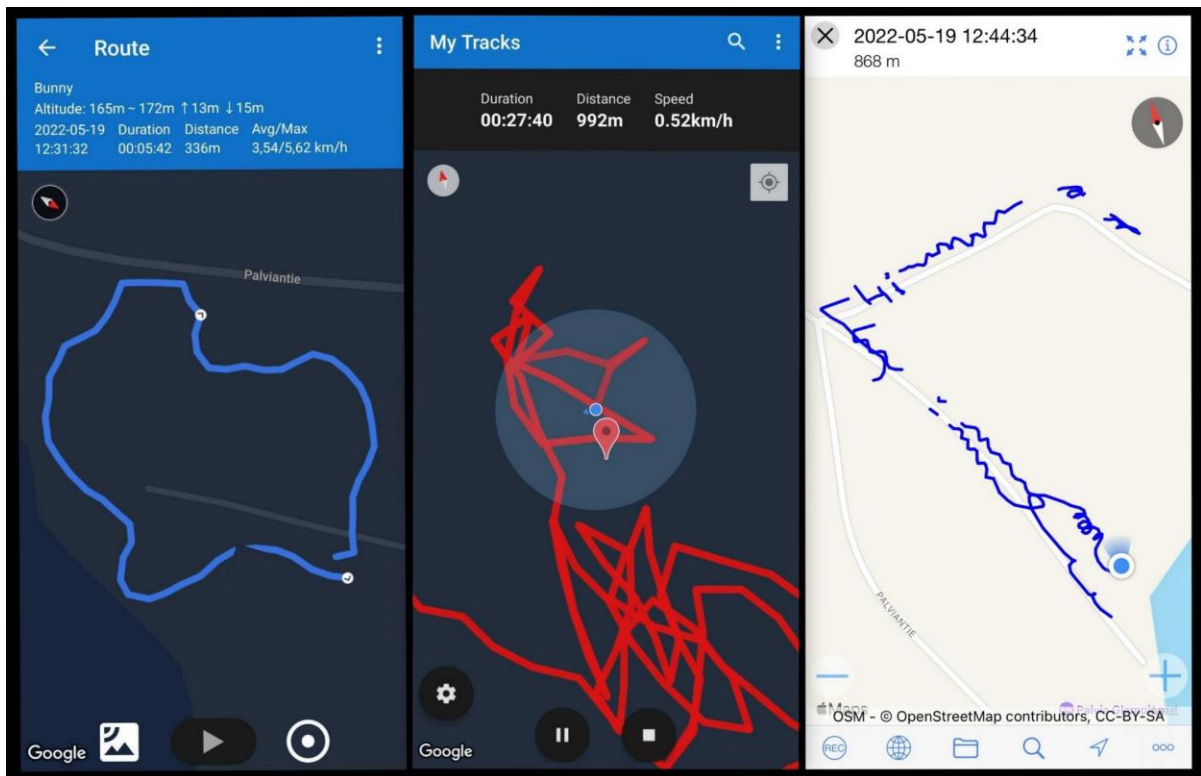 Route
Bunny
Altitude: 165m ~ 172m ↑13m ↓15m
2022-05-19 Duration Distance Avg/Max
12:31:32 00:05:42 336m 3,54/5,62 km/h
Palviantie
Google
My Tracks
Duration Distance Speed
00:27:40 992m 0.52km/h
Google
2022-05-19 12:44:34
868 m
PALVIANTIE
Maps
OSM - © OpenStreetMap contributors, CC-BY-SA
REC